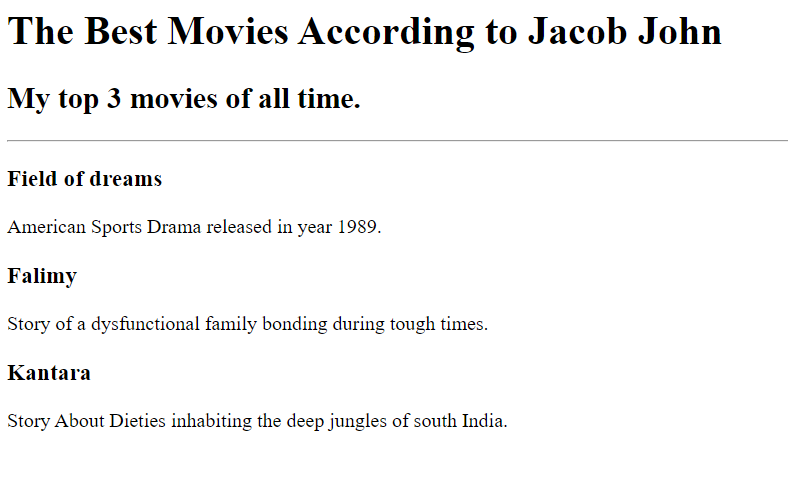 The Best Movies According to Jacob John
My top 3 movies of all time.
Field of dreams
American Sports Drama released in year 1989.
Falimy
Story of a dysfunctional family bonding during tough times.
Kantara
Story About Dieties inhabiting the deep jungles of south India.